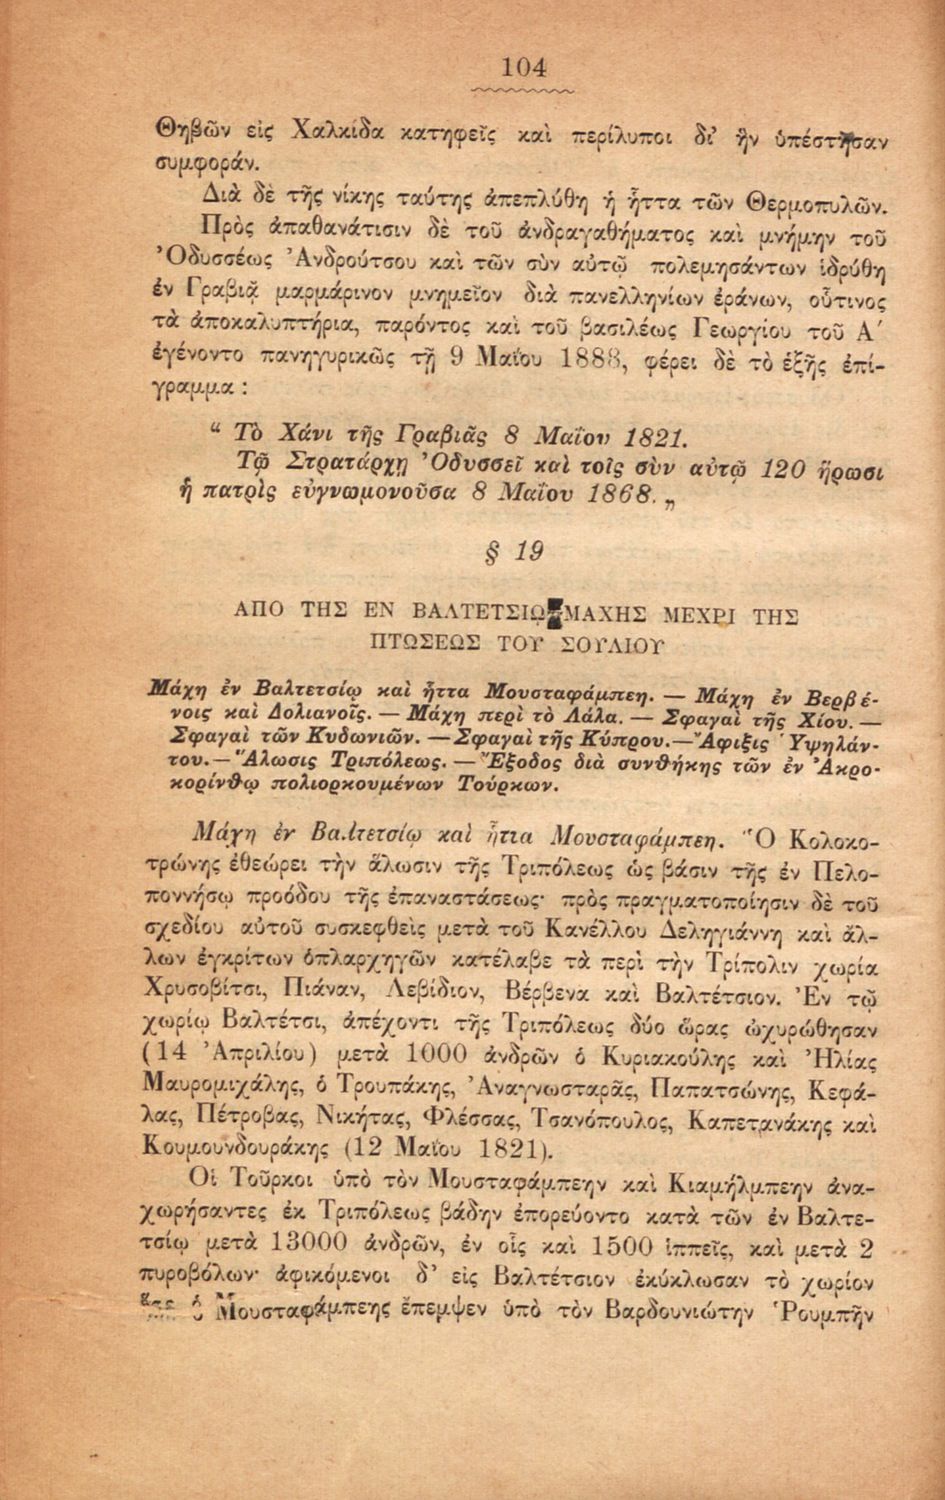 104
Θηβῶν εἰς Χαλκίδα κατηφεῖς καὶ περίλυποι δι' ἣν ὑπέστησαν
συμφοράν.
Διὰ δὲ τῆς νίκης ταύτης ἀπεπλύθη ἡ ἧττα τῶν Θερμοπυλῶν.
Πρὸς ἀπαθανάτισιν δὲ τοῦ ἀνδραγαθήματος καὶ μνήμην τοῦ
Ὀδυσσέως Ἀνδρούτσου καὶ τῶν σὺν αὐτῷ πολεμησάντων ἱδρύθη
ἐν Γραβιᾷ μαρμάρινον μνημεῖον διὰ πανελληνίων ἐράνων, οὗτινος
τὰ ἀποκαλυπτήρια, παρόντος καὶ τοῦ βασιλέως Γεωργίου τοῦ Α΄
ἐγένοντο πανηγυρικῶς τῇ 9 Μαΐου 1888, φέρει δὲ τὸ ἑξῆς ἐπί-
γραμμα :
“ Τὸ Χάνι τῆς Γραβιᾶς 8 Μαΐου 1821.
Τῷ Στρατάρχῃ Ὀδυσσεῖ καὶ τοῖς σὺν αὐτῷ 120 ἥρωσι
ἡ πατρὶς εὐγνωμονοῦσα 8 Μαΐου 1868. „
§ 19
ΑΠΟ ΤΗΣ ΕΝ ΒΑΛΤΕΤΣΙῼ ΜΑΧΗΣ ΜΕΧΡΙ ΤΗΣ
ΠΤΩΣΕΩΣ ΤΟΥ ΣΟΥΛΙΟΥ
Μάχη ἐν Βαλτετσίῳ καὶ ἧττα Μουσταφάμπεη. — Μάχη ἐν Βερβέ-
νοις καὶ Δολιανοῖς. — Μάχη περὶ τὸ Λάλα. — Σφαγαὶ τῆς Χίου. —
Σφαγαὶ τῶν Κυδωνιῶν. — Σφαγαὶ τῆς Κύπρου.—Ἄφιξις Ὑψηλάν-
του.— Ἅλωσις Τριπόλεως. — Ἔξοδος διὰ συνθήκης τῶν ἐν Ἀκρο-
κορίνθῳ πολιορκουμένων Τούρκων.
Μάχη ἐν Βαλτετσίῳ καὶ ἧττα Μουσταφάμπεη. Ὁ Κολοκο-
τρώνης ἐθεώρει τὴν ἅλωσιν τῆς Τριπόλεως ὡς βάσιν τῆς ἐν Πελο-
ποννήσῳ προόδου τῆς ἐπαναστάσεως· πρὸς πραγματοποίησιν δὲ τοῦ
σχεδίου αὐτοῦ συσκεφθεὶς μετὰ τοῦ Κανέλλου Δεληγιάννη καὶ ἄλ-
λων ἐγκρίτων ὁπλαρχηγῶν κατέλαβε τὰ περὶ τὴν Τρίπολιν χωρία
Χρυσοβίτσι, Πιάναν, Λεβίδιον, Βέρβενα καὶ Βαλτέτσιον. Ἐν τῷ
χωρίῳ Βαλτέτσι, ἀπέχοντι τῆς Τριπόλεως δύο ὥρας ὠχυρώθησαν
(14 Ἀπριλίου) μετὰ 1000 ἀνδρῶν ὁ Κυριακούλης καὶ Ἠλίας
Μαυρομιχάλης, ὁ Τρουπάκης, Ἀναγνωσταρᾶς, Παπατσώνης, Κεφά-
λας, Πέτροβας, Νικήτας, Φλέσσας, Τσανόπουλος, Καπετανάκης καὶ
Κουμουνδουράκης (12 Μαΐου 1821).
Οἱ Τοῦρκοι ὑπὸ τὸν Μουσταφάμπεην καὶ Κιαμήλμπεην ἀνα-
χωρήσαντες ἐκ Τριπόλεως βάδην ἐπορεύοντο κατὰ τῶν ἐν Βαλτε-
τσίῳ μετὰ 13000 ἀνδρῶν, ἐν οἷς καὶ 1500 ἱππεῖς, καὶ μετὰ 2
πυροβόλων· ἀφικόμενοι δ' εἰς Βαλτέτσιον ἐκύκλωσαν τὸ χωρίον
ὁ Μουσταφάμπεης ἔπεμψεν ὑπὸ τὸν Βαρδουνιώτην Ῥουμπῆν